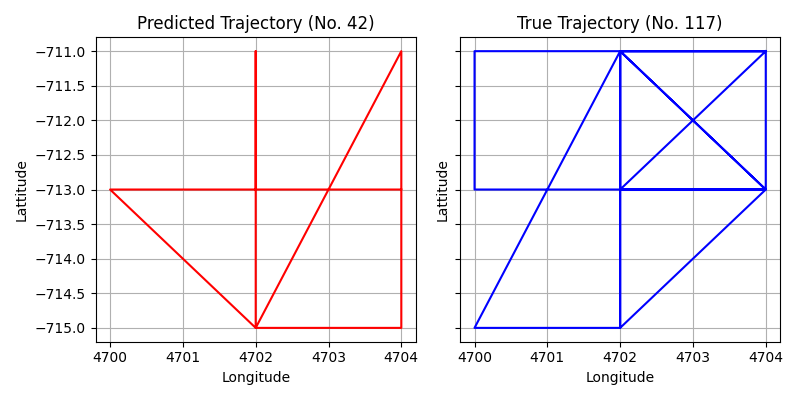 Predicted Trajectory (No. 42)
−711.0
−711.5
−712.0
−712.5
−713.0
−713.5
−714.0
−714.5
−715.0
Lattitude
4700 4701 4702 4703 4704
Longitude
True Trajectory (No. 117)
Lattitude
4700 4701 4702 4703 4704
Longitude